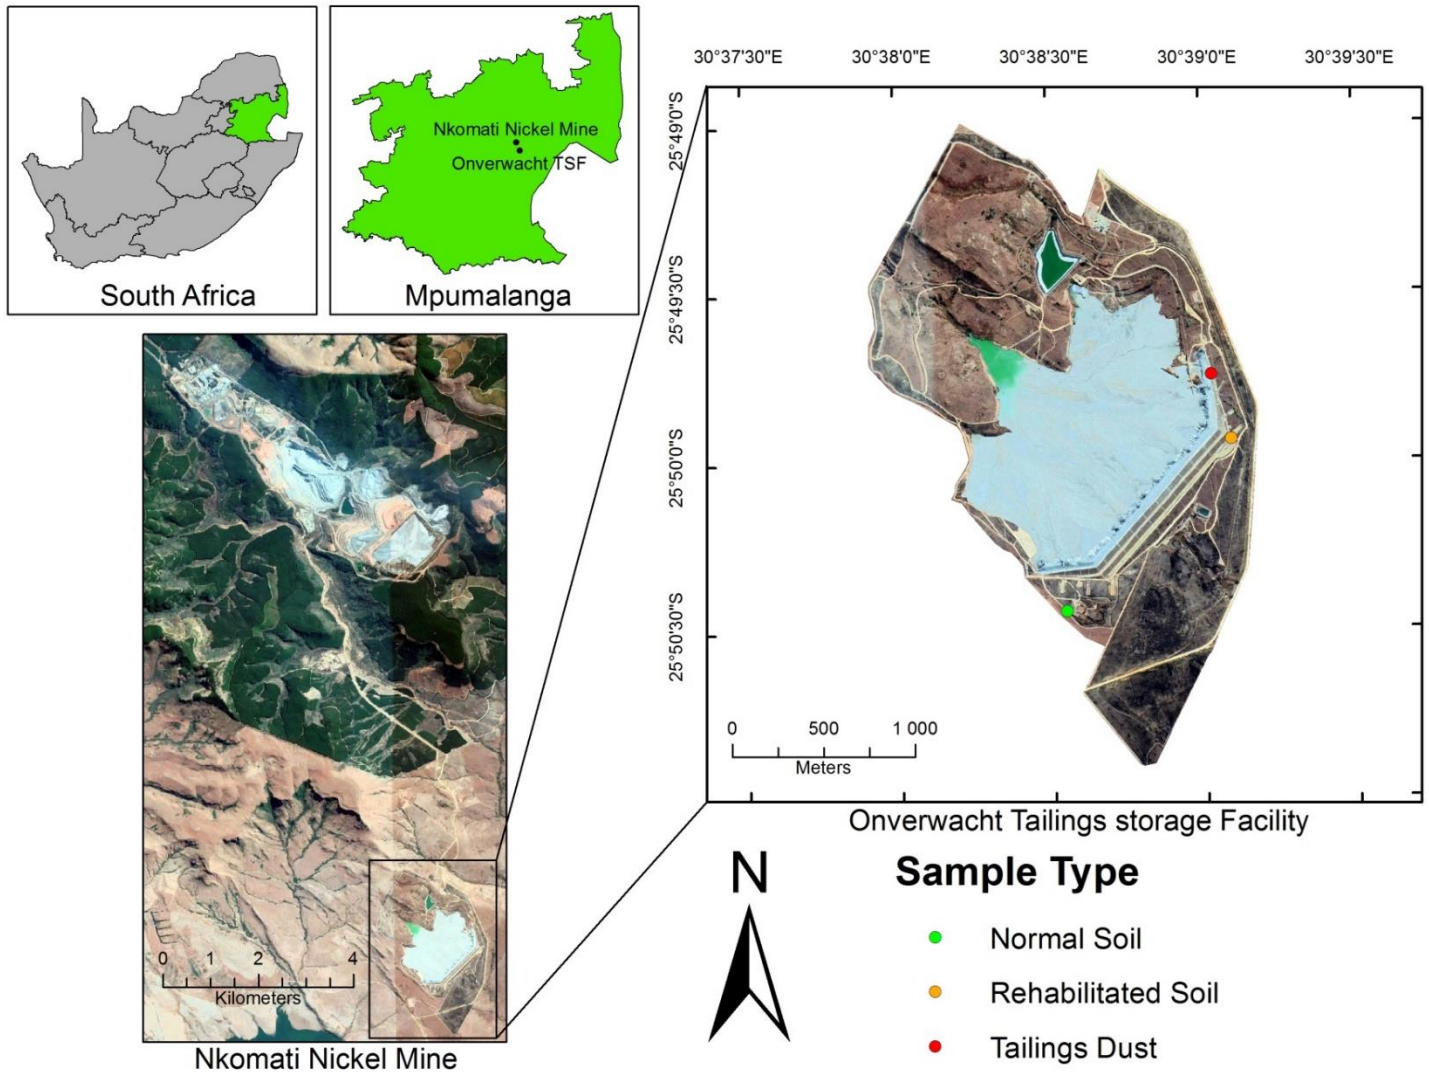 South Africa
Nkomati Nickel Mine
Onverwacht TSF
Mpumalanga
30°37'30"E 30°38'0"E 30°38'30"E 30°39'0"E 30°39'30"E
25°49'0"S
25°49'30"S
25°50'0"S
25°50'30"S
0 500 1 000
Meters
Onverwacht Tailings storage Facility
0 1 2 4
Kilometers
Nkomati Nickel Mine
N
Sample Type
Normal Soil
Rehabilitated Soil
Tailings Dust